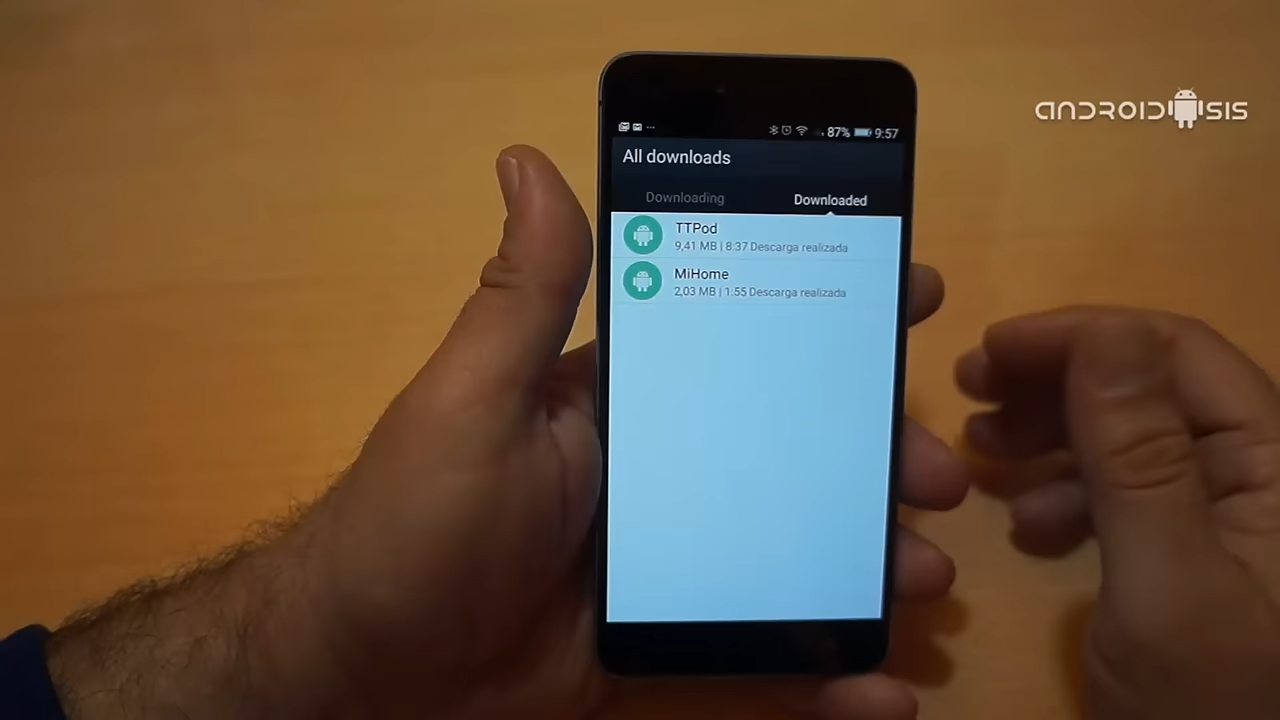 ANDROIDSIS
87% 9:57
All downloads
Downloading Downloaded
TTPod
9,41 MB | 8:37 Descarga realizada
MiHome
2,03 MB | 1:55 Descarga realizada